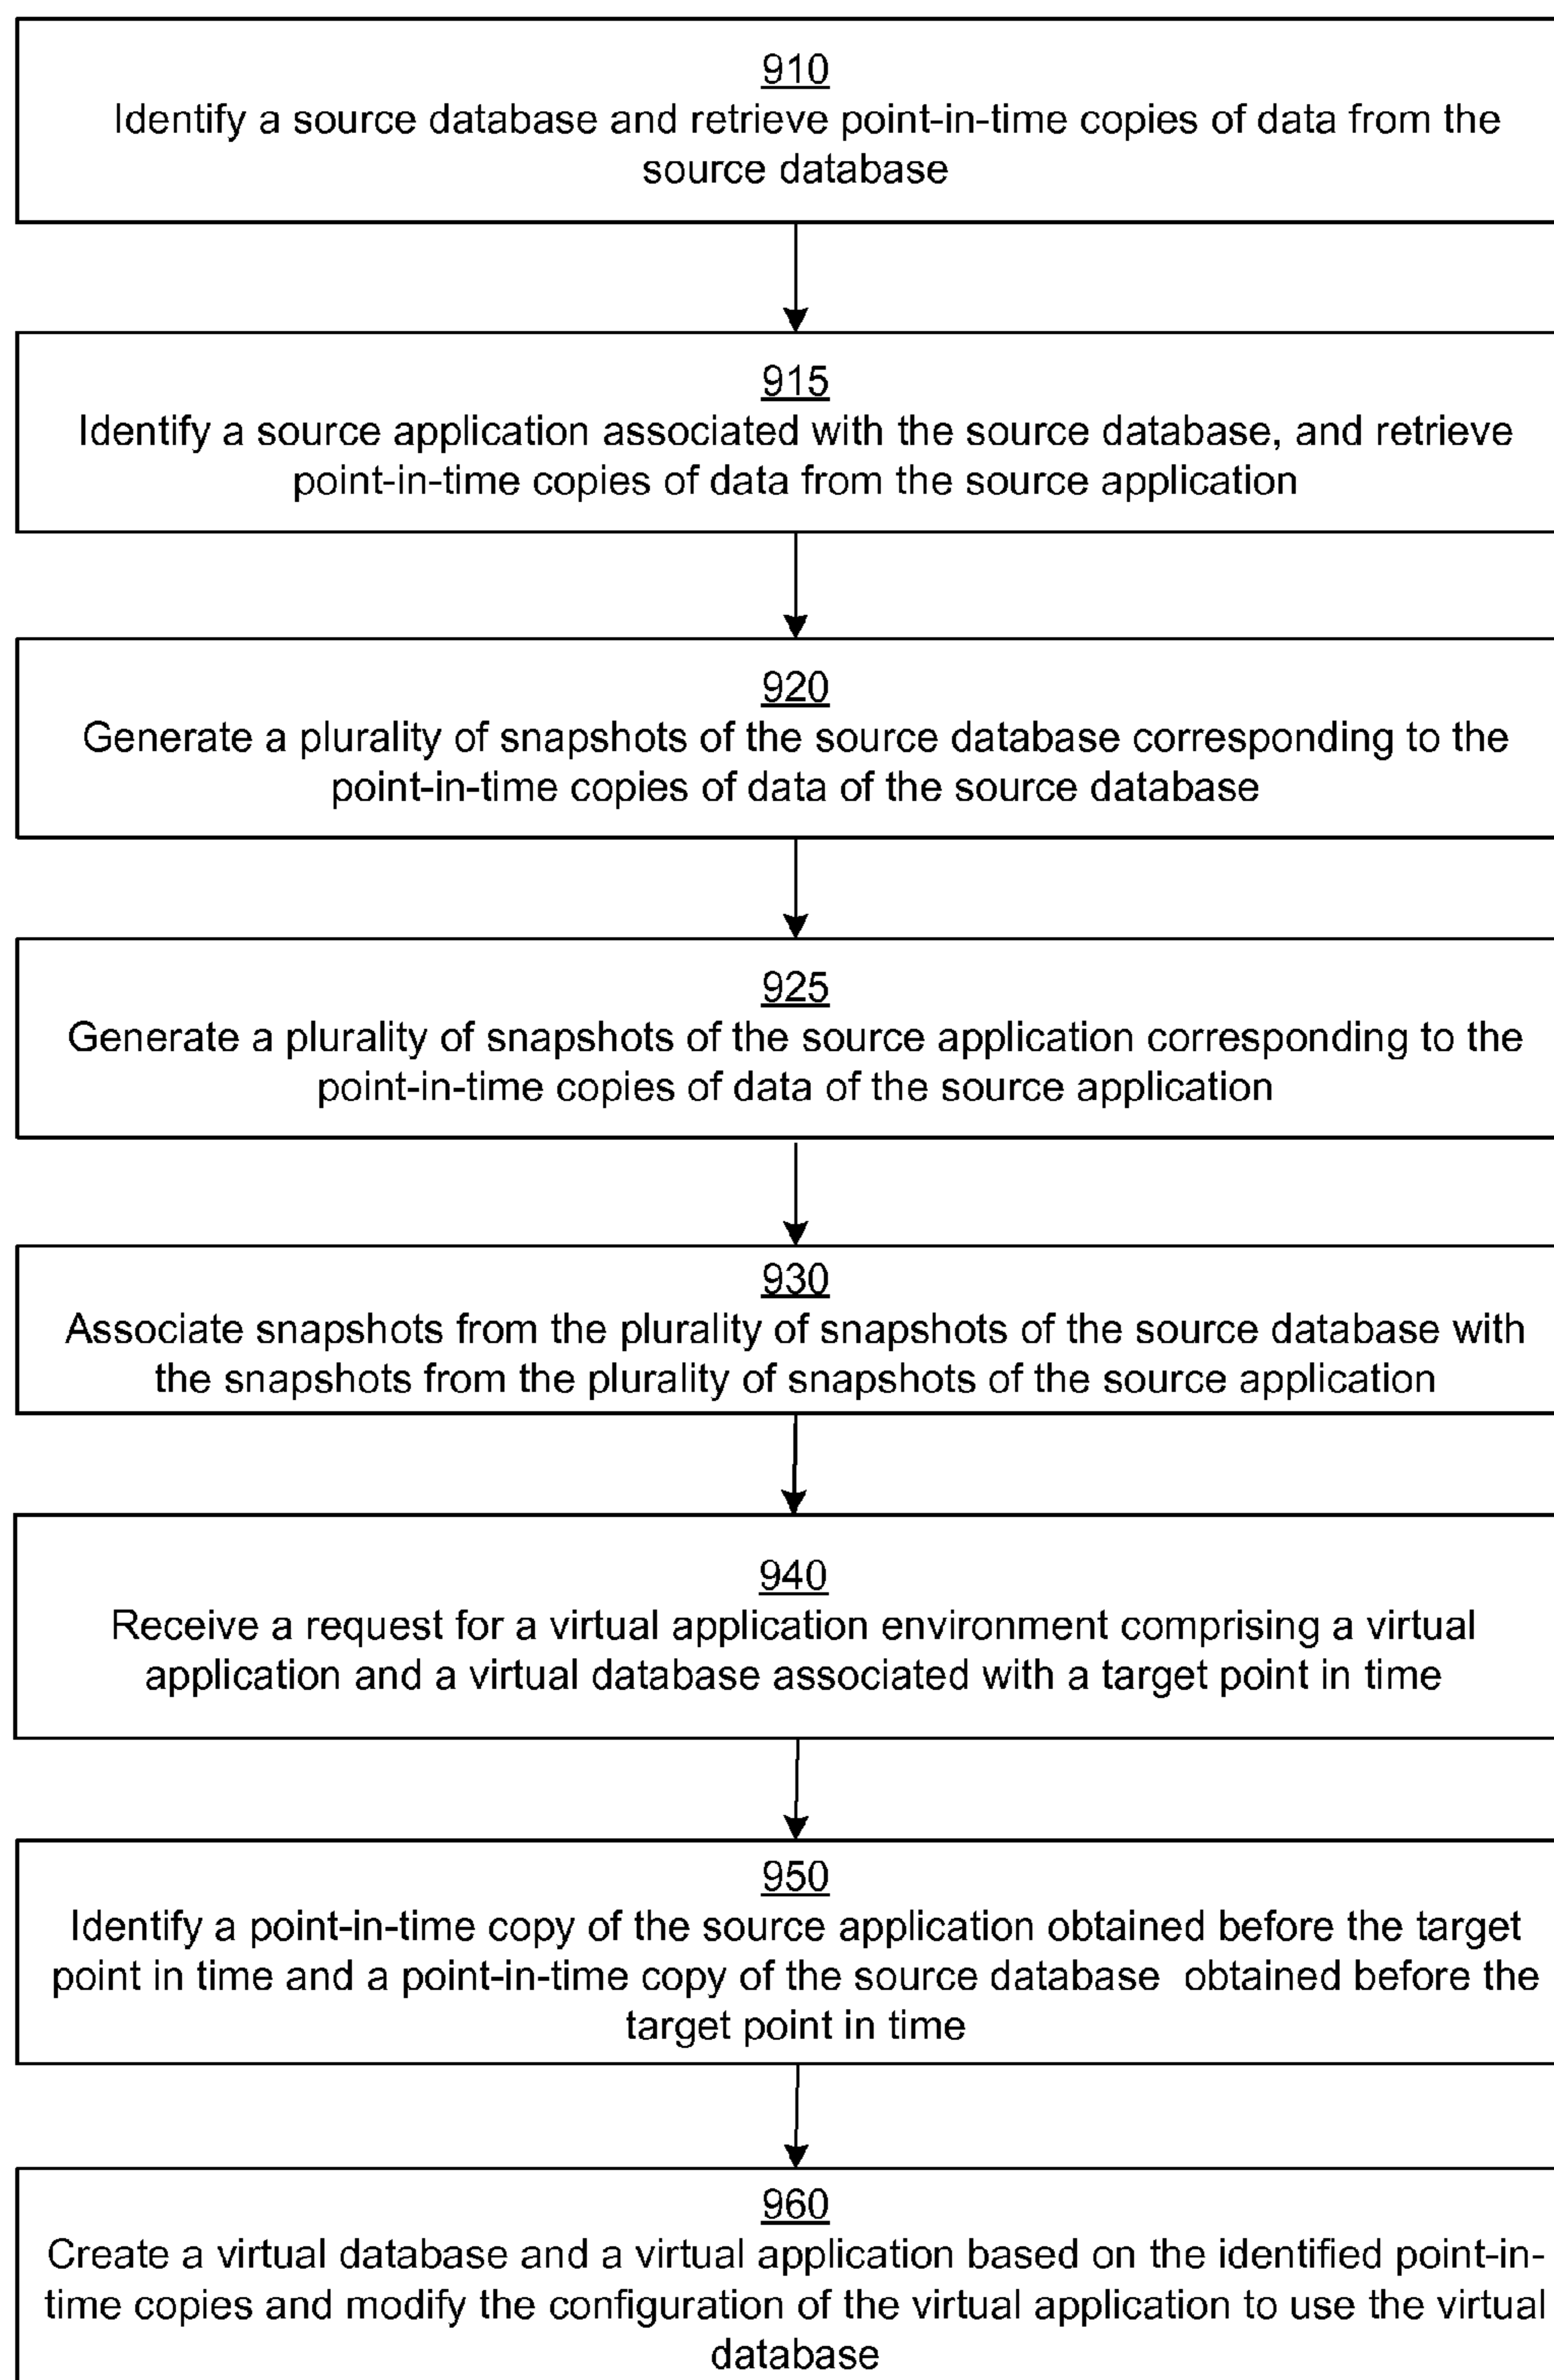 910
Identify a source database and retrieve point-in-time copies of data from the
source database
915
Identify a source application associated with the source database, and retrieve
point-in-time copies of data from the source application
920
Generate a plurality of snapshots of the source database corresponding to the
point-in-time copies of data of the source database
925
Generate a plurality of snapshots of the source application corresponding to the
point-in-time copies of data of the source application
930
Associate snapshots from the plurality of snapshots of the source database with
the snapshots from the plurality of snapshots of the source application
940
Receive a request for a virtual application environment comprising a virtual
application and a virtual database associated with a target point in time
950
Identify a point-in-time copy of the source application obtained before the target
point in time and a point-in-time copy of the source database obtained before the
target point in time
960
Create a virtual database and a virtual application based on the identified point-in-
time copies and modify the configuration of the virtual application to use the virtual
database